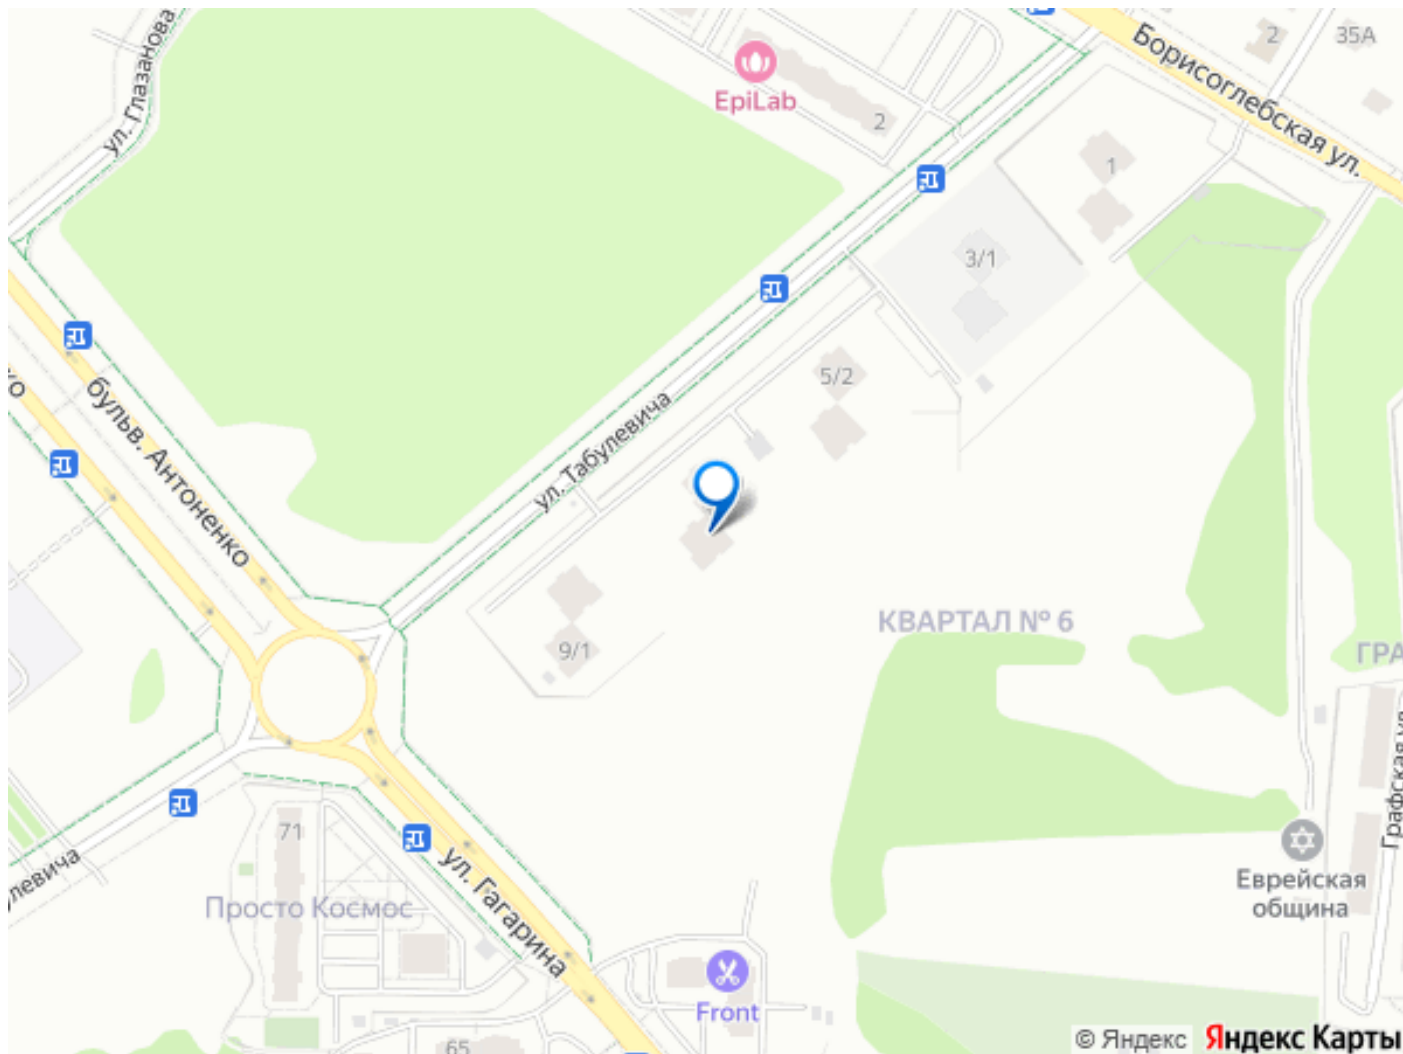 ул. Глазанова
EpiLab
2
Борисоглебская ул.
2
35А
1
3/1
5/2
бульв. Антоненко
ко
ул. Табулевича
9/1
КВАРТАЛ № 6
ГРА
71
Просто Космос
левича
ул. Гагарина
Front
65
Еврейская
община
Графская ул.
© Яндекс
Яндекс Карты